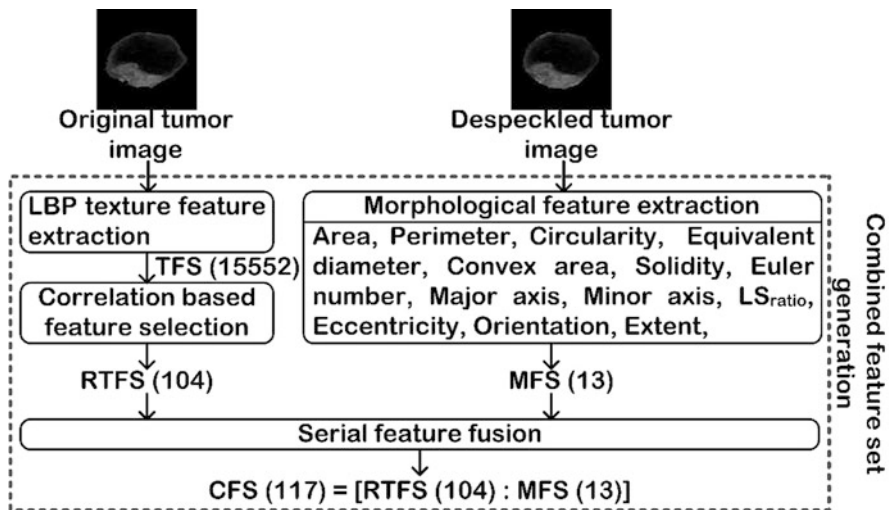 Original tumor
image
Despeckled tumor
image
LBP texture feature
extraction
TFS (15552)
Correlation based
feature selection
RTFS (104)
Morphological feature extraction
Area, Perimeter, Circularity, Equivalent
diameter, Convex area, Solidity, Euler
number, Major axis, Minor axis, LSratio,
Eccentricity, Orientation, Extent,
MFS (13)
Serial feature fusion
CFS (117) = [RTFS (104) : MFS (13)]
Combined feature set
generation